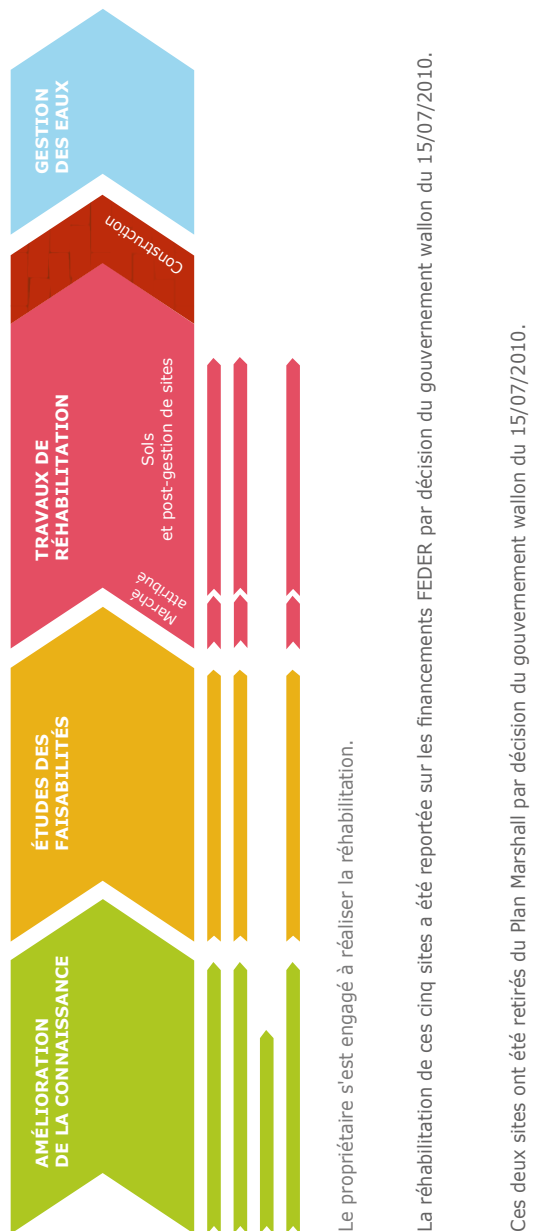 AMÉLIORATION
DE LA CONNAISSANCE
ÉTUDES DES
FAISABILITÉS
TRAVAUX DE
RÉHABILITATION
Marché
attribué
Sols
et post-gestion de sites
Construction
GESTION
DES EAUX
Le propriétaire s'est engagé à réaliser la réhabilitation.
La réhabilitation de ces cinq sites a été reportée sur les financements FEDER par décision du gouvernement wallon du 15/07/2010.
Ces deux sites ont été retirés du Plan Marshall par décision du gouvernement wallon du 15/07/2010.